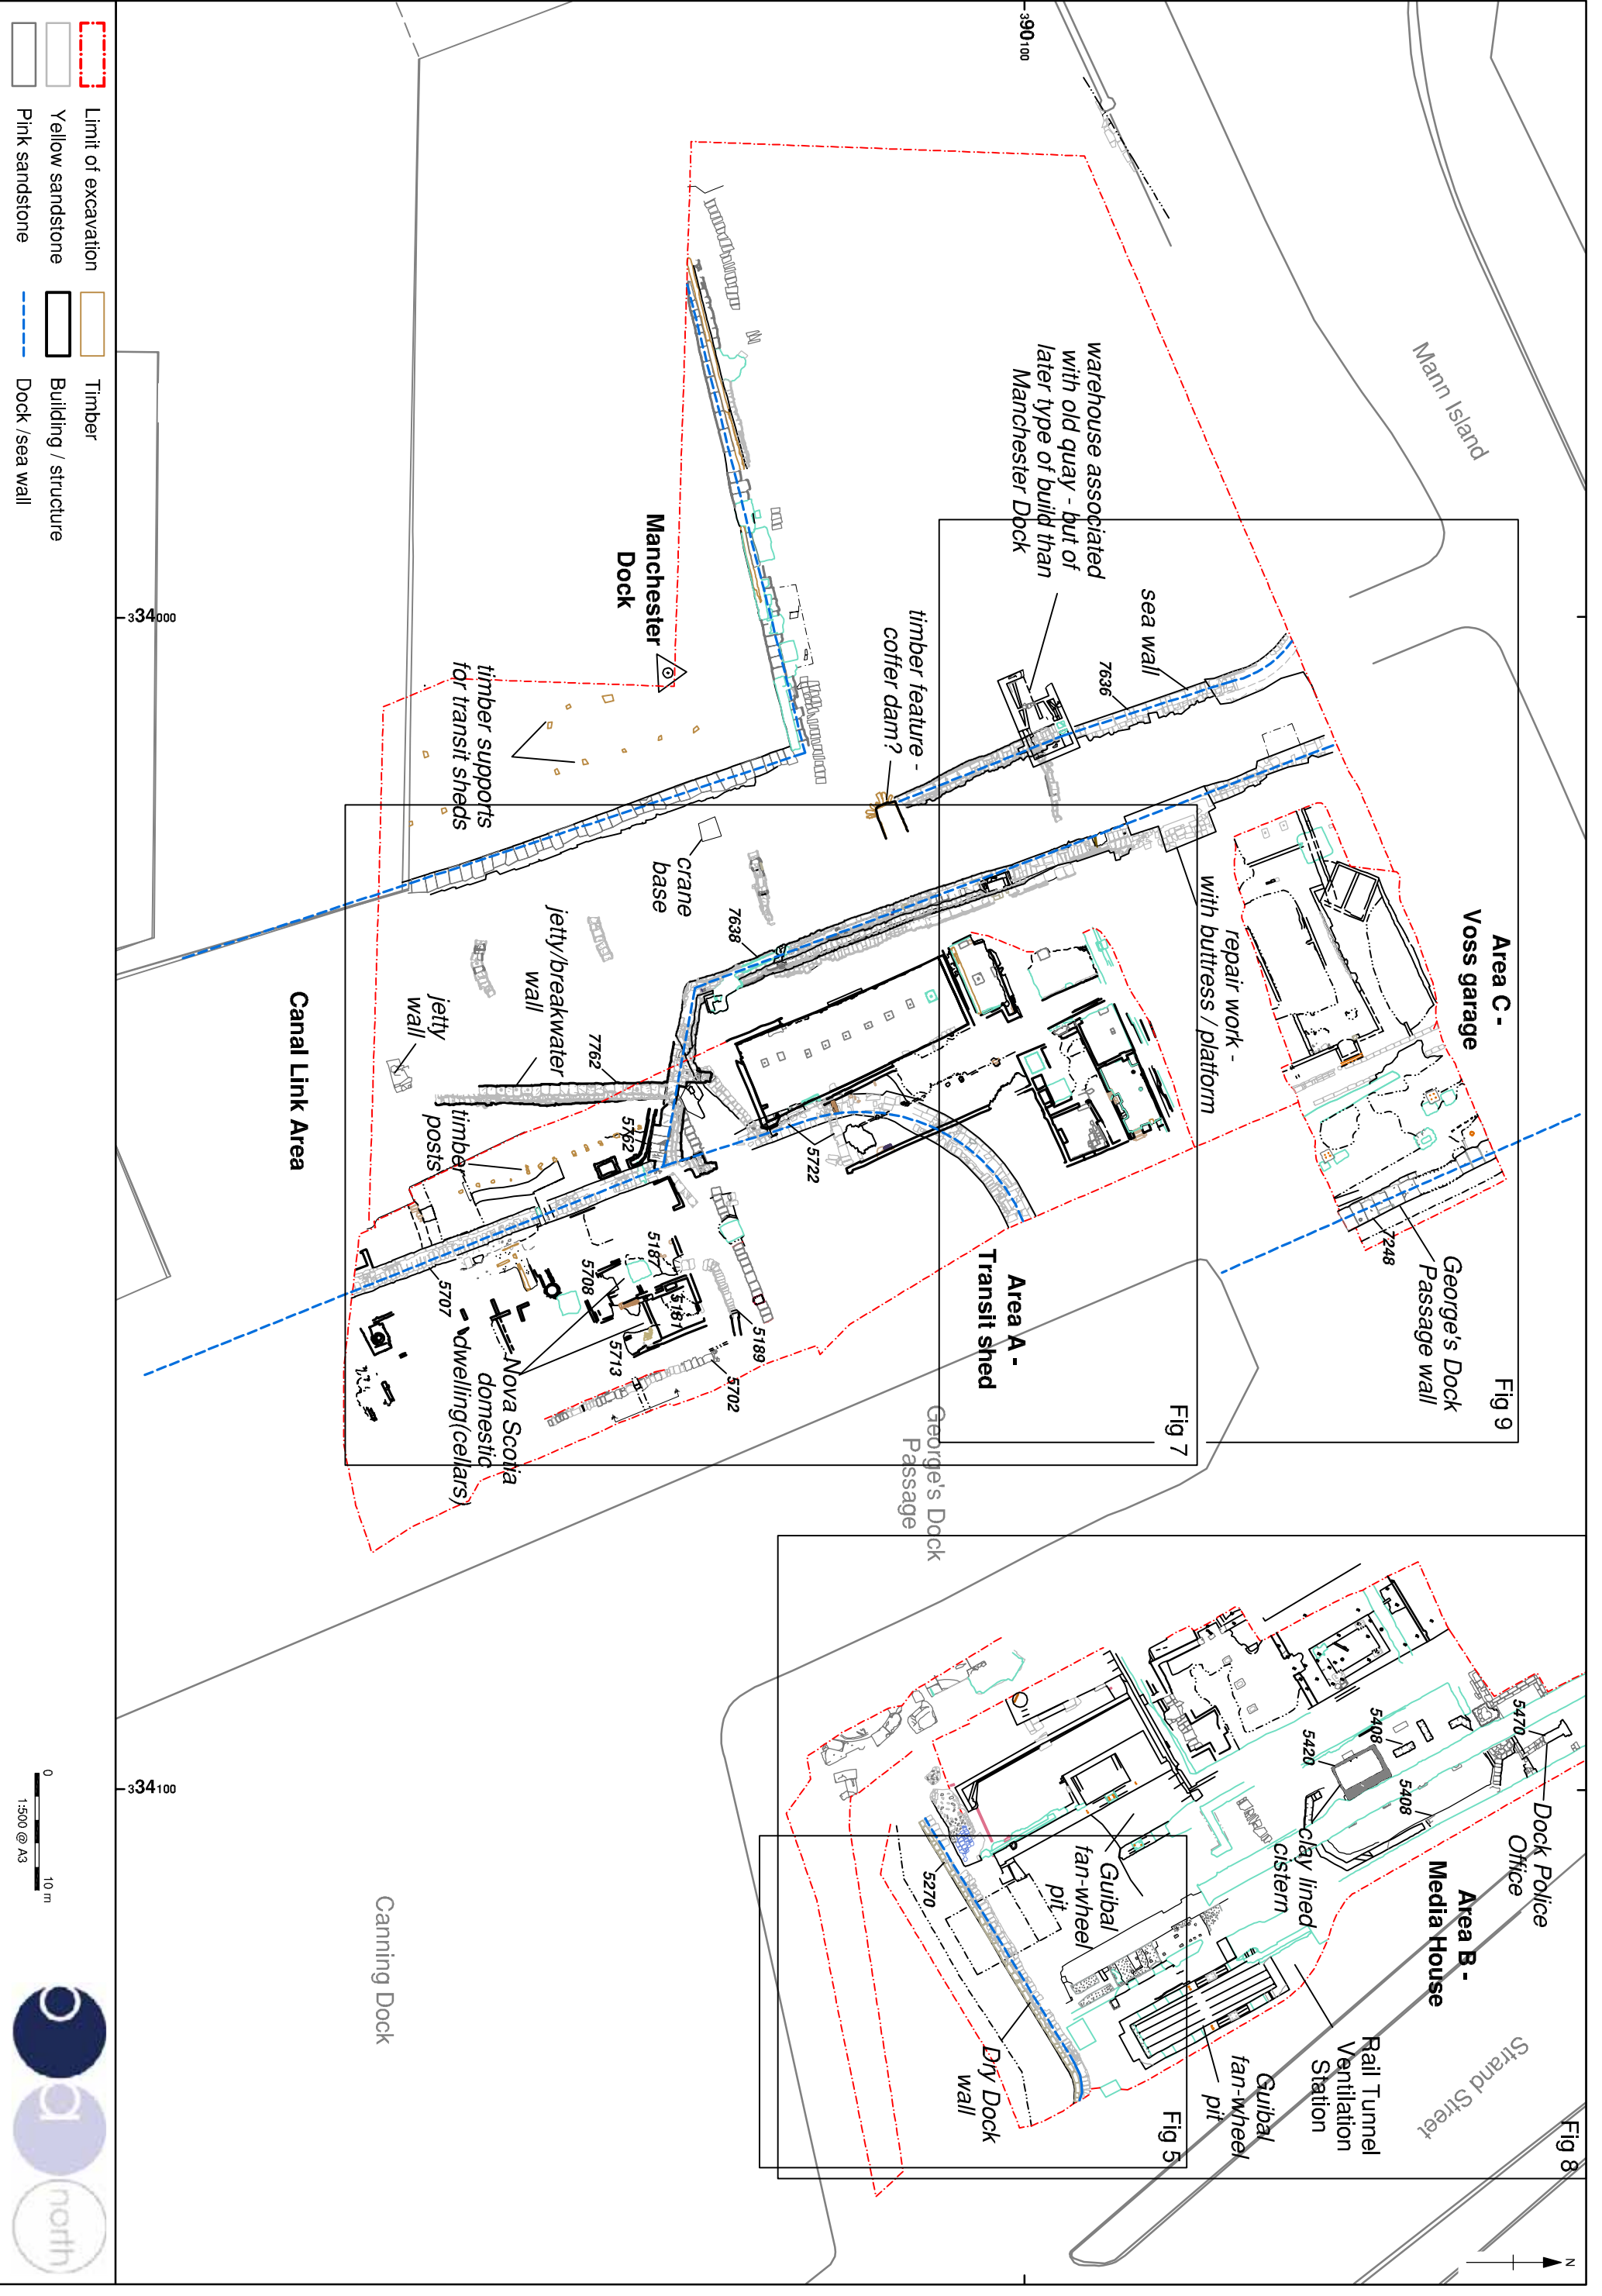 Mann Island
Strand Street
Fig 8
Fig 9
Area C -
Voss garage
George's Dock
Passage wall
7248
Dock Police
Office
5470
Area B -
Media House
5408
5408
5420
clay lined
cistern
Rail Tunnel
Ventilation
Station
Guibal
fan-wheel
pit
Guibal
fan-wheel
pit
Fig 5
Dry Dock
wall
5270
390100
warehouse associated
with old quay - but of
later type of build than
Manchester Dock
sea wall
7636
timber feature -
coffer dam?
repair work -
with buttress / platform
Fig 7
Area A -
Transit shed
George's Dock
Passage
Manchester
Dock
timber supports
for transit sheds
crane
base
7638
jetty/breakwater
wall
7762
jetty
wall
timber
posts
5762
5722
5187
5181
5708
5189
5713
5702
5707
Nova Scotia
domestic
dwelling(cellars)
Canal Link Area
Canning Dock
334000
334100
Limit of excavation
Yellow sandstone
Pink sandstone
Timber
Building / structure
Dock /sea wall
0
10 m
1:500 @ A3
oa
north
N